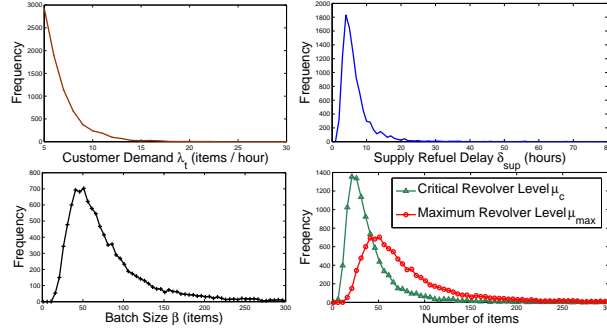 3000
2500
2000
1500
1000
500
0
Frequency
5 10 15 20 25 30
Customer Demand λt (items / hour)
2000
1800
1600
1400
1200
1000
800
600
400
200
0
Frequency
0 10 20 30 40 50 60 70 80
Supply Refuel Delay δsup (hours)
800
700
600
500
400
300
200
100
0
Frequency
0 50 100 150 200 250 300
Batch Size β (items)
1400
1200
1000
800
600
400
200
0
Frequency
Critical Revolver Level μc
Maximum Revolver Level μmax
0 50 100 150 200 250
Number of items